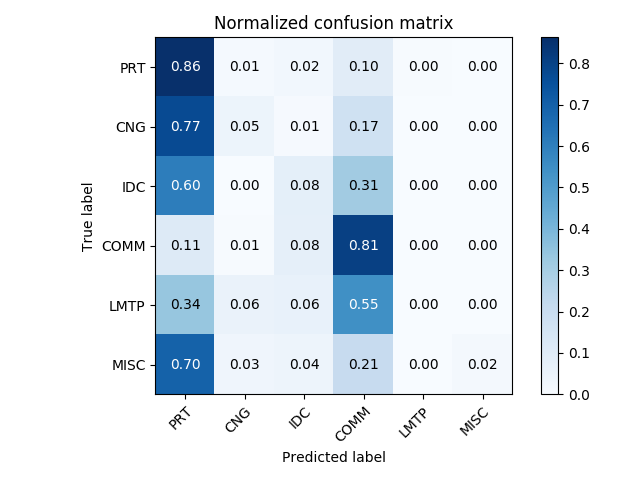 Normalized confusion matrix
True label
PRT 0.86 0.01 0.02 0.10 0.00 0.00
CNG 0.77 0.05 0.01 0.17 0.00 0.00
IDC 0.60 0.00 0.08 0.31 0.00 0.00
COMM 0.11 0.01 0.08 0.81 0.00 0.00
LMTP 0.34 0.06 0.06 0.55 0.00 0.00
MISC 0.70 0.03 0.04 0.21 0.00 0.02
PRT CNG IDC COMM LMTP MISC
Predicted label
0.8
0.7
0.6
0.5
0.4
0.3
0.2
0.1
0.0